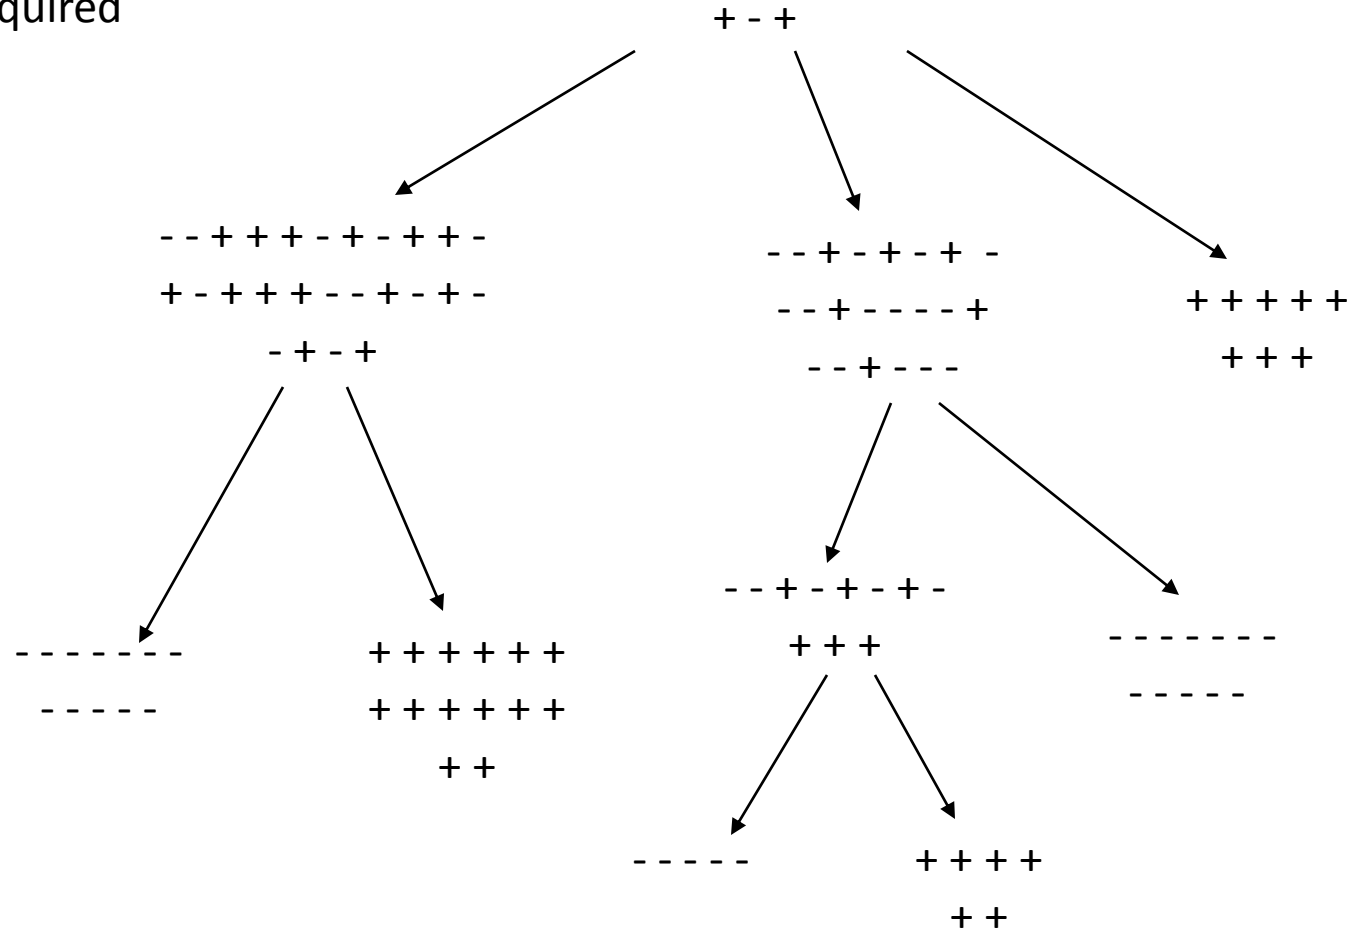 quired
+ - +
- - + + + - + - + + -
+ - + + + - - + - + -
- + - +
- - + - + - + -
- - + - - - - +
- - + - - -
+ + + + +
+ + +
- - - - - - -
- - - - -
+ + + + + +
+ + + + + +
+ +
- - + - + - + -
+ + +
- - - - - - -
- - - - -
- - - - -
+ + + +
+ +